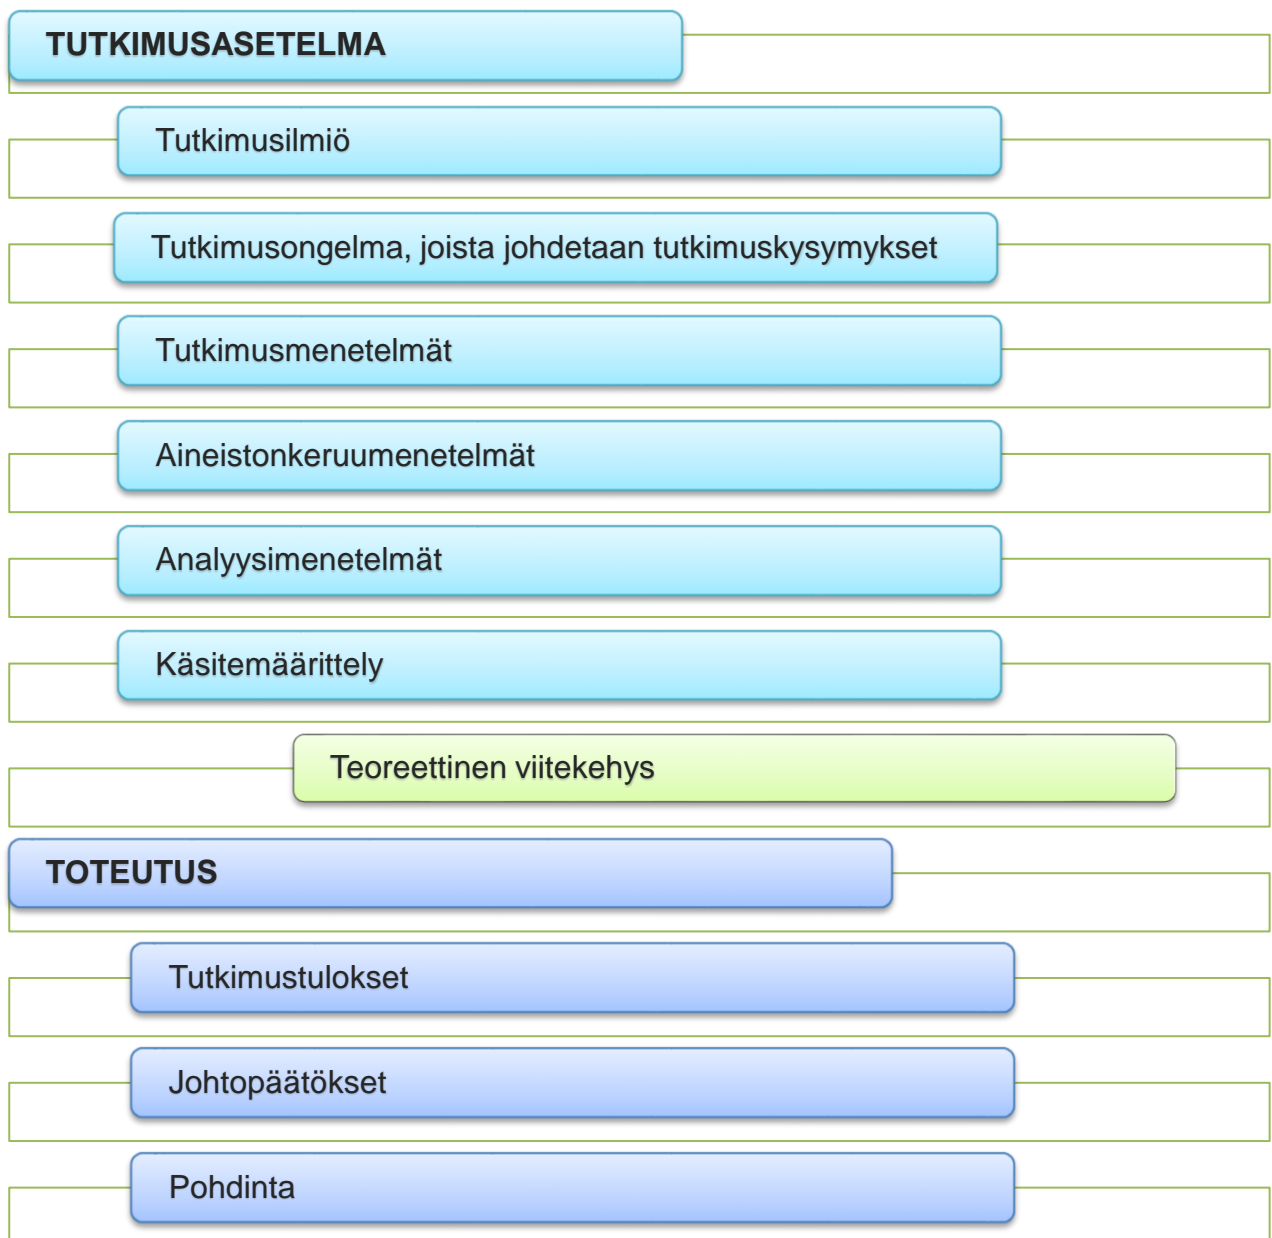 TUTKIMUSASETELMA
Tutkimusilmiö
Tutkimusongelma, joista johdetaan tutkimuskysymykset
Tutkimusmenetelmät
Aineistonkeruumenetelmät
Analyysimenetelmät
Käsitemäärittely
Teoreettinen viitekehys
TOTEUTUS
Tutkimustulokset
Johtopäätökset
Pohdinta